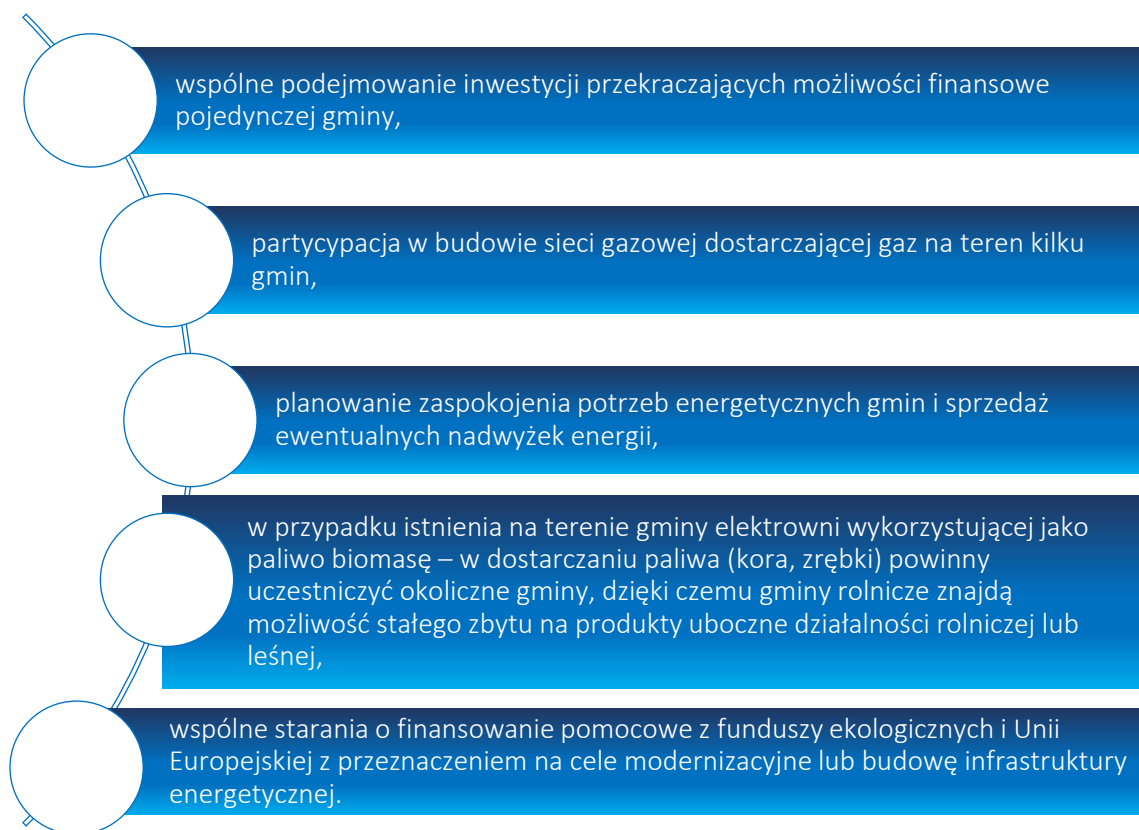 wspólne podejmowanie inwestycji przekraczających możliwości finansowe
pojedynczej gminy,
partycypacja w budowie sieci gazowej dostarczającej gaz na teren kilku
gmin,
planowanie zaspokojenia potrzeb energetycznych gmin i sprzedaż
ewentualnych nadwyżek energii,
w przypadku istnienia na terenie gminy elektrowni wykorzystującej jako
paliwo biomasę – w dostarczaniu paliwa (kora, zrębki) powinny
uczestniczyć okoliczne gminy, dzięki czemu gminy rolnicze znajdą
możliwość stałego zbytu na produkty uboczne działalności rolniczej lub
leśnej,
wspólne starania o finansowanie pomocowe z funduszy ekologicznych i Unii
Europejskiej z przeznaczeniem na cele modernizacyjne lub budowę infrastruktury
energetycznej.